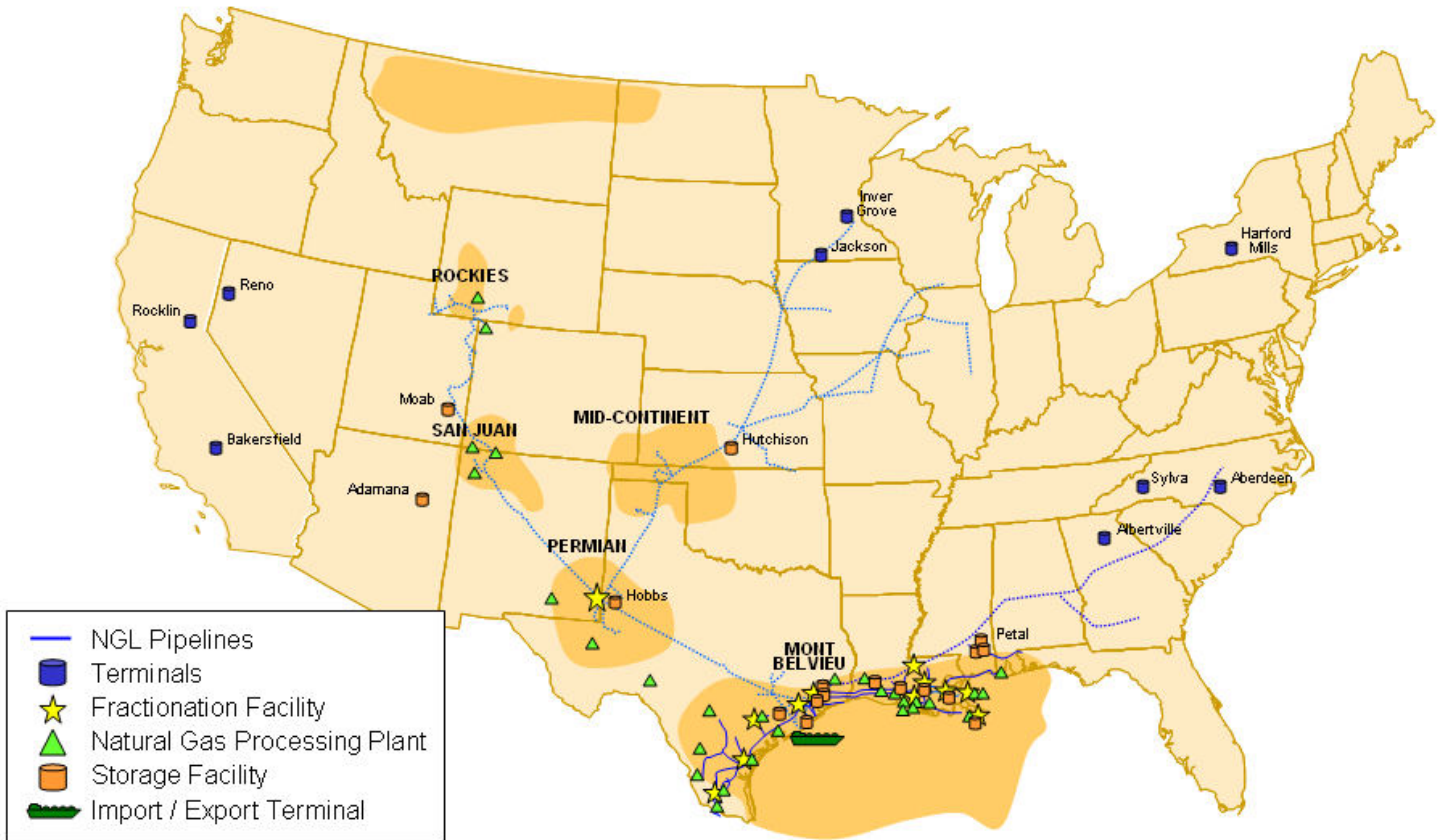 Inver
Grove
Jackson
Harford
Mills
ROCKIES
Reno
Rocklin
Moab
MID-CONTINENT
SAN JUAN
Bakersfield
Hutchison
Adamana
Sylva
Aberdeen
Albertville
PERMIAN
Hobbs
Petal
MONT
BELVIEU
NGL Pipelines
Terminals
Fractionation Facility
Natural Gas Processing Plant
Storage Facility
Import / Export Terminal